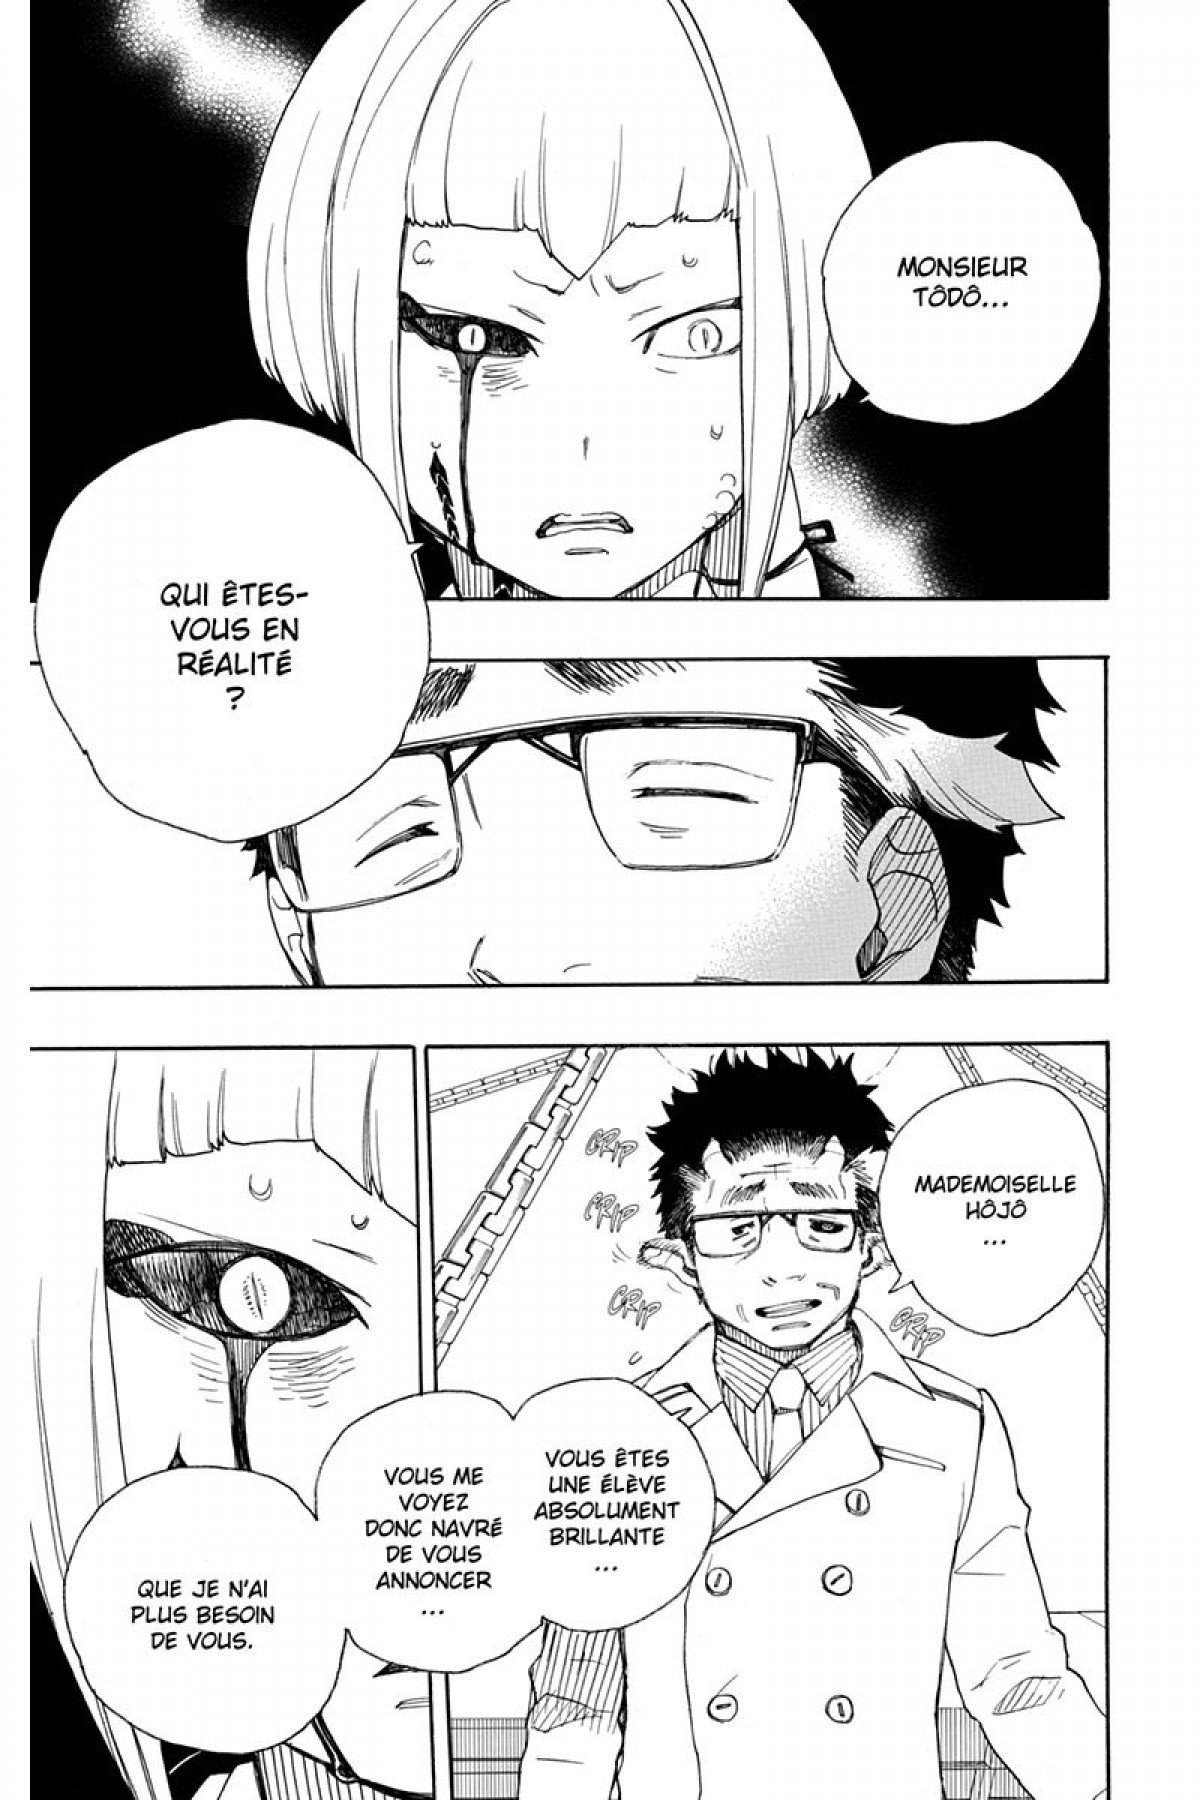 MONSIEUR
TÔDÔ...
QUI ÊTES-
VOUS EN
RÉALITÉ
?
MADEMOISELLE
HÔJÔ
...
CRIP
CRIP
CRIP
CRIP
VOUS ÊTES
UNE ÉLÈVE
ABSOLUMENT
BRILLANTE
...
VOUS ME
VOYEZ
DONC NAVRÉ
DE VOUS
ANNONCER
...
QUE JE N'AI
PLUS BESOIN
DE VOUS.